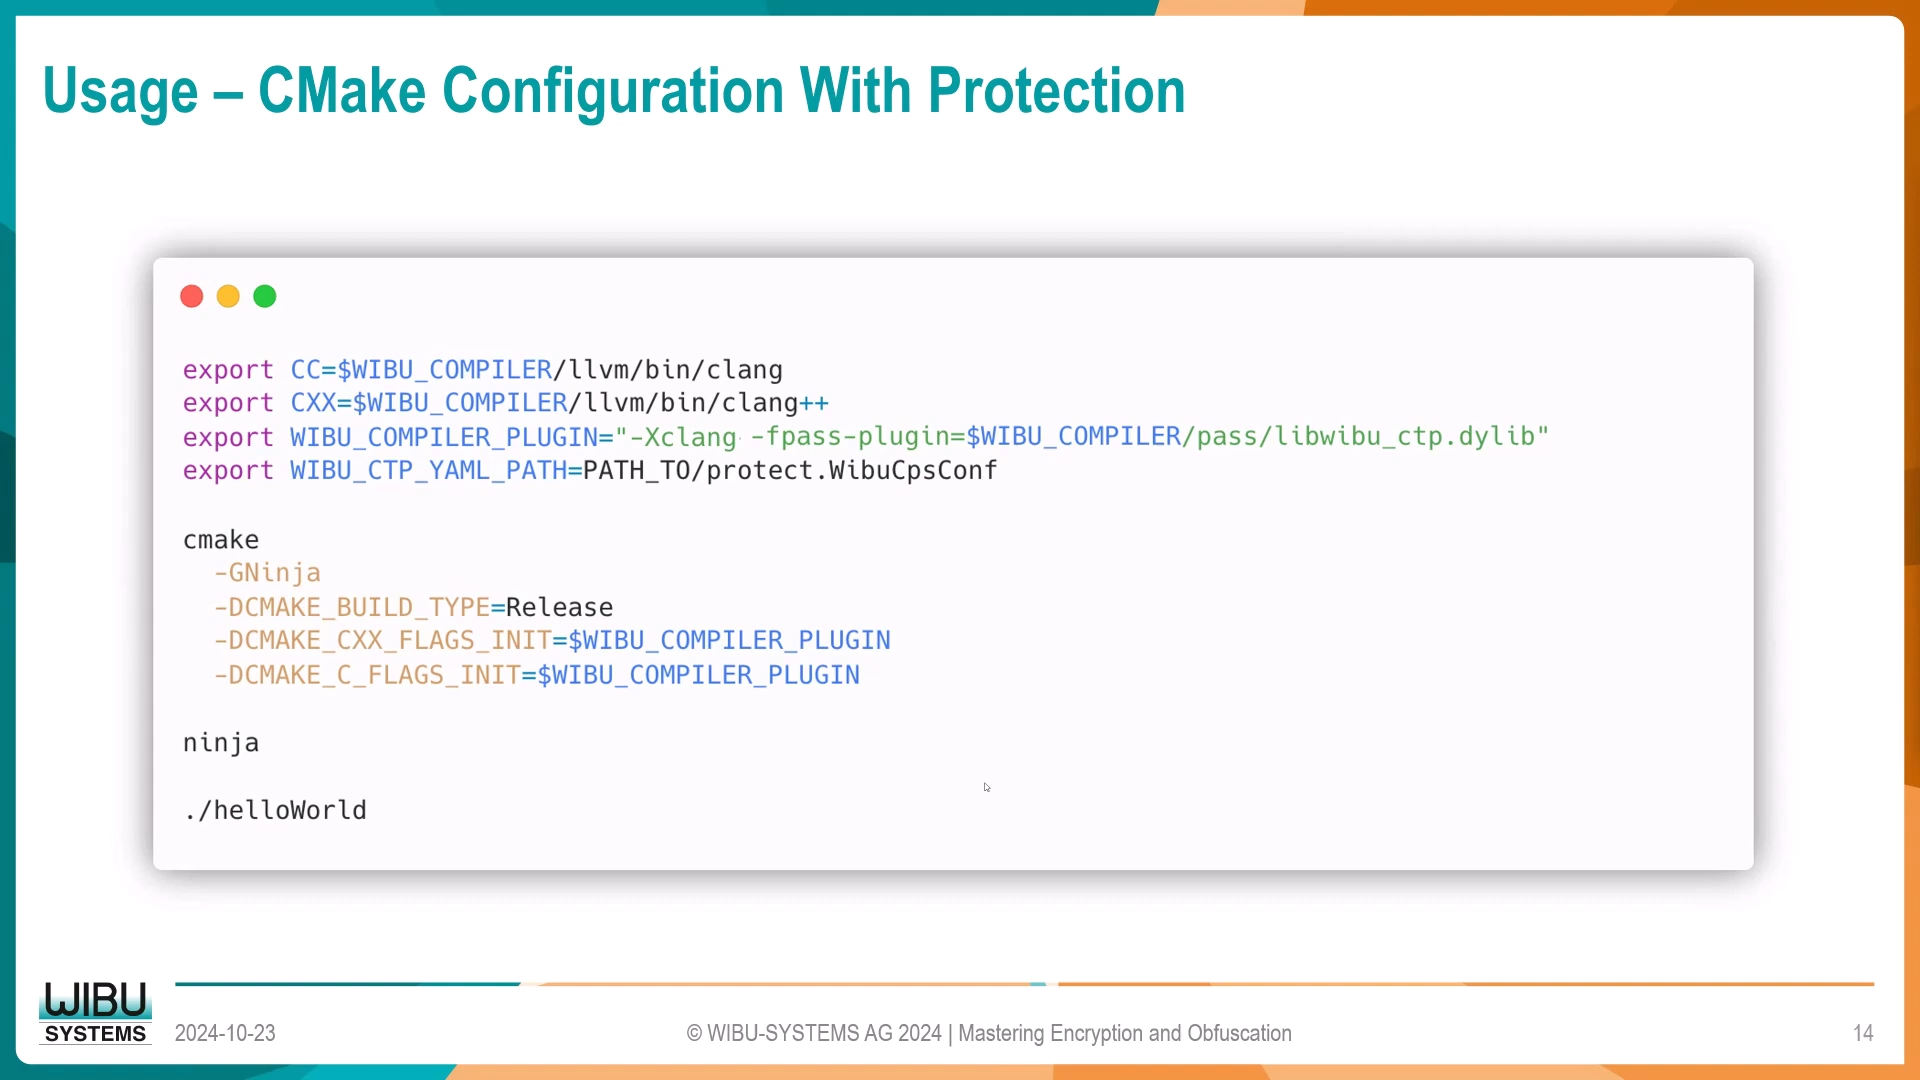 Usage – CMake Configuration With Protection
export CC=$WIBU_COMPILER/llvm/bin/clang
export CXX=$WIBU_COMPILER/llvm/bin/clang++
export WIBU_COMPILER_PLUGIN="-Xclang -fpass-plugin=$WIBU_COMPILER/pass/libwibu_ctp.dylib"
export WIBU_CTP_YAML_PATH=PATH_TO/protect.WibuCpsConf
cmake
-GNinja
-DCMAKE_BUILD_TYPE=Release
-DCMAKE_CXX_FLAGS_INIT=$WIBU_COMPILER_PLUGIN
-DCMAKE_C_FLAGS_INIT=$WIBU_COMPILER_PLUGIN
ninja
./helloWorld
WIBU
SYSTEMS
2024-10-23
© WIBU-SYSTEMS AG 2024 | Mastering Encryption and Obfuscation
14